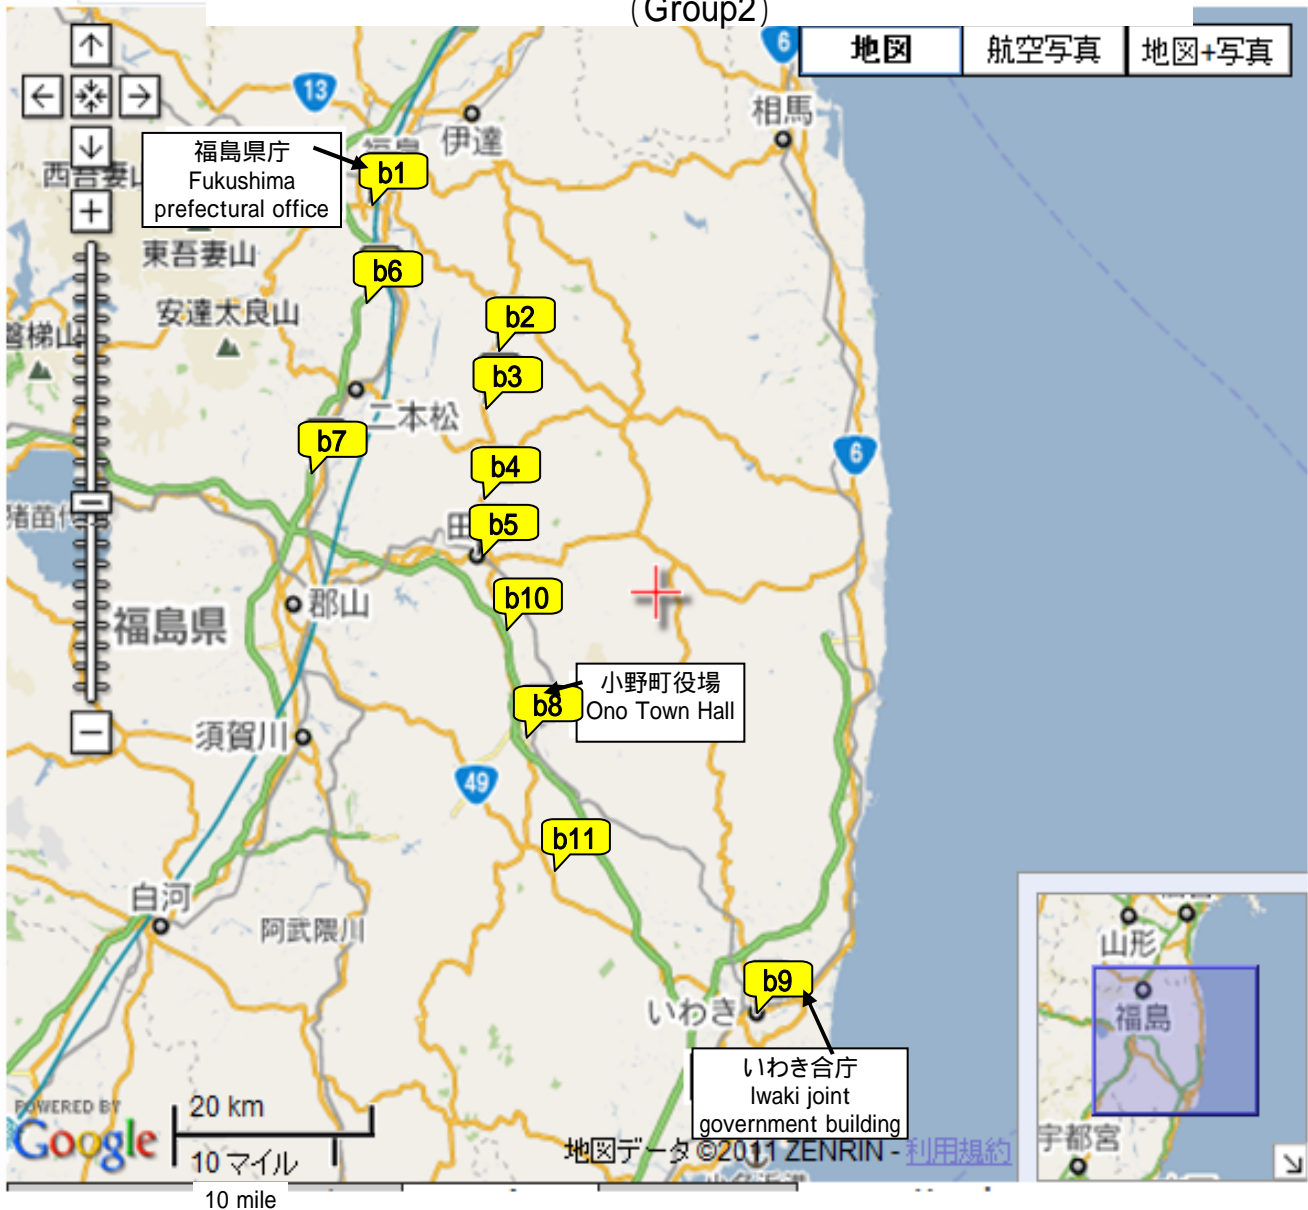 (Group2)
地図
航空写真
地図+写真
6
13
相馬
伊達
福島県庁
Fukushima
prefectural office
b1
東吾妻山
b6
安達太良山
b2
磐梯山
b3
二本松
b7
6
b4
田
b5
b10
郡山
福島県
小野町役場
Ono Town Hall
b8
須賀川
49
b11
白河
阿武隈川
山形
福島
宇都宮
b9
いわき
いわき合庁
Iwaki joint
government building
POWERED BY
Google
20 km
10 マイル
10 mile
地図データ ©2011 ZENRIN - 利用規約